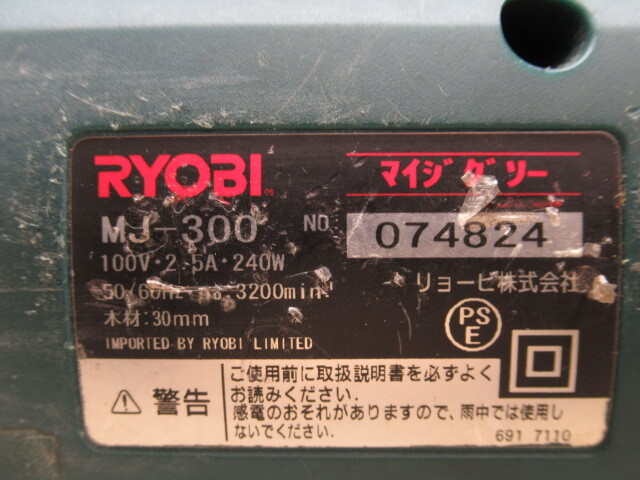 RYOBI
マイジグソー
MJ-300 NO 074824
100V・2.5A・240W リョービ株式会社
50/60Hz 3200min
木材:30mm
PS
E
IMPORTED BY RYOBI LIMITED
警告
ご使用前に取扱説明書を必ずよく
お読みください。
感電のおそれがありますので、雨中では使用し
ないでください。
691 7110